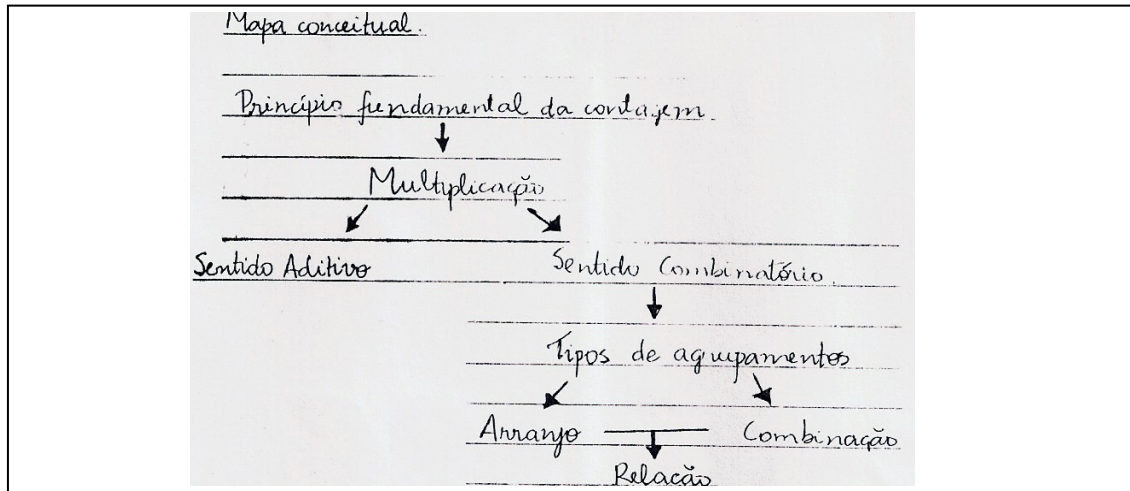 Mapa conceitual.
Princípio fundamental da contagem.
Multiplicação
Sentido Aditivo Sentido Combinatório.
Tipos de agrupamentos
Arranjo Combinação
Relação